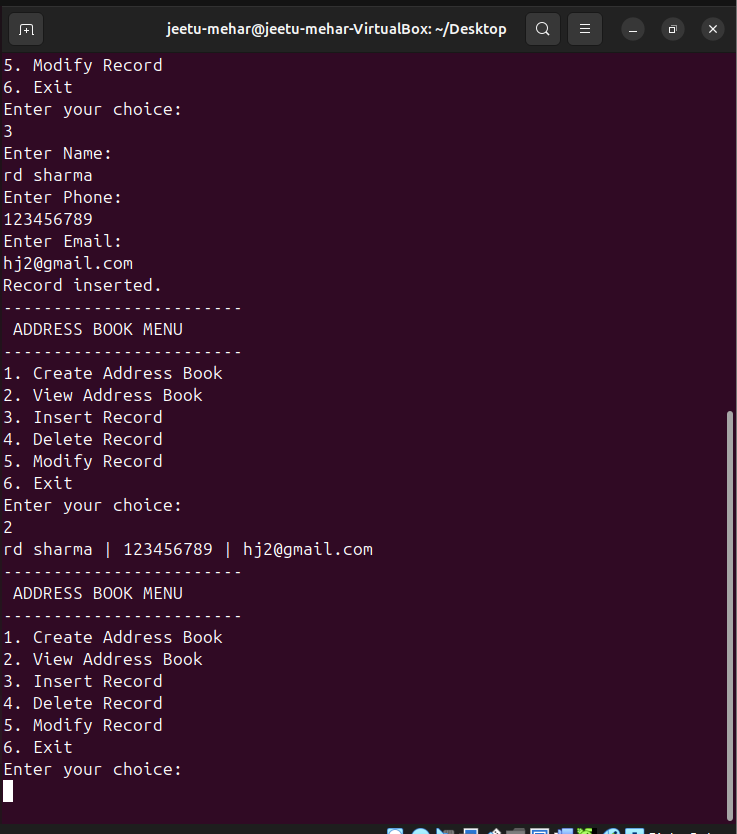 jeetu-mehar@jeetu-mehar-VirtualBox: ~/Desktop
5. Modify Record
6. Exit
Enter your choice:
3
Enter Name:
rd sharma
Enter Phone:
123456789
Enter Email:
hj2@gmail.com
Record inserted.
------------------------
 ADDRESS BOOK MENU
------------------------
1. Create Address Book
2. View Address Book
3. Insert Record
4. Delete Record
5. Modify Record
6. Exit
Enter your choice:
2
rd sharma | 123456789 | hj2@gmail.com
------------------------
 ADDRESS BOOK MENU
------------------------
1. Create Address Book
2. View Address Book
3. Insert Record
4. Delete Record
5. Modify Record
6. Exit
Enter your choice: